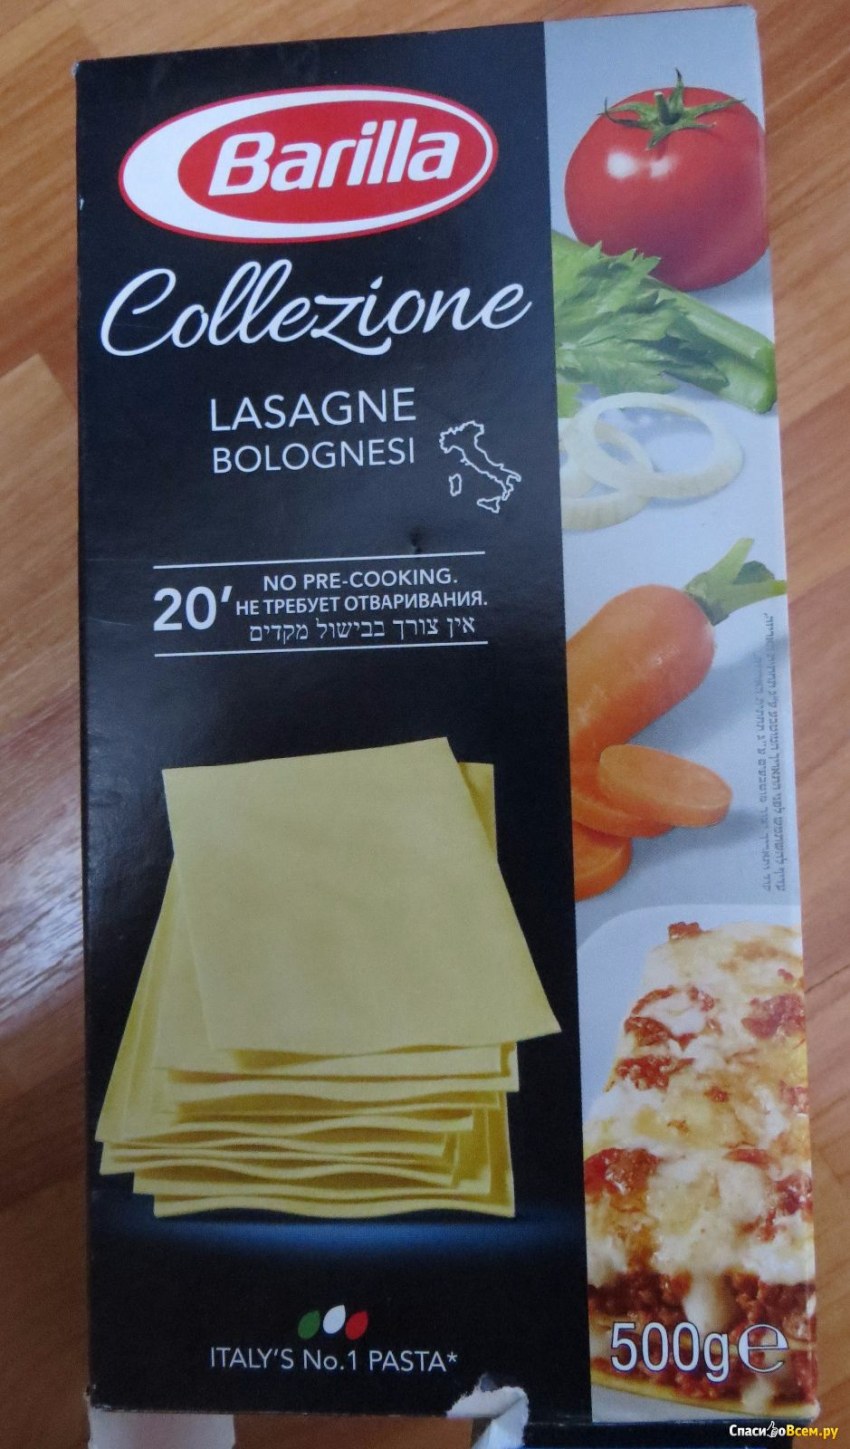 Barilla
Collezione
LASAGNE
BOLOGNESI
20'
NO PRE-COOKING.
НЕ ТРЕБУЕТ ОТВАРИВАНИЯ.
אין צורך בבישול מקדים
ITALY'S No.1 PASTA*
500g e
СпасибоВсем.ру